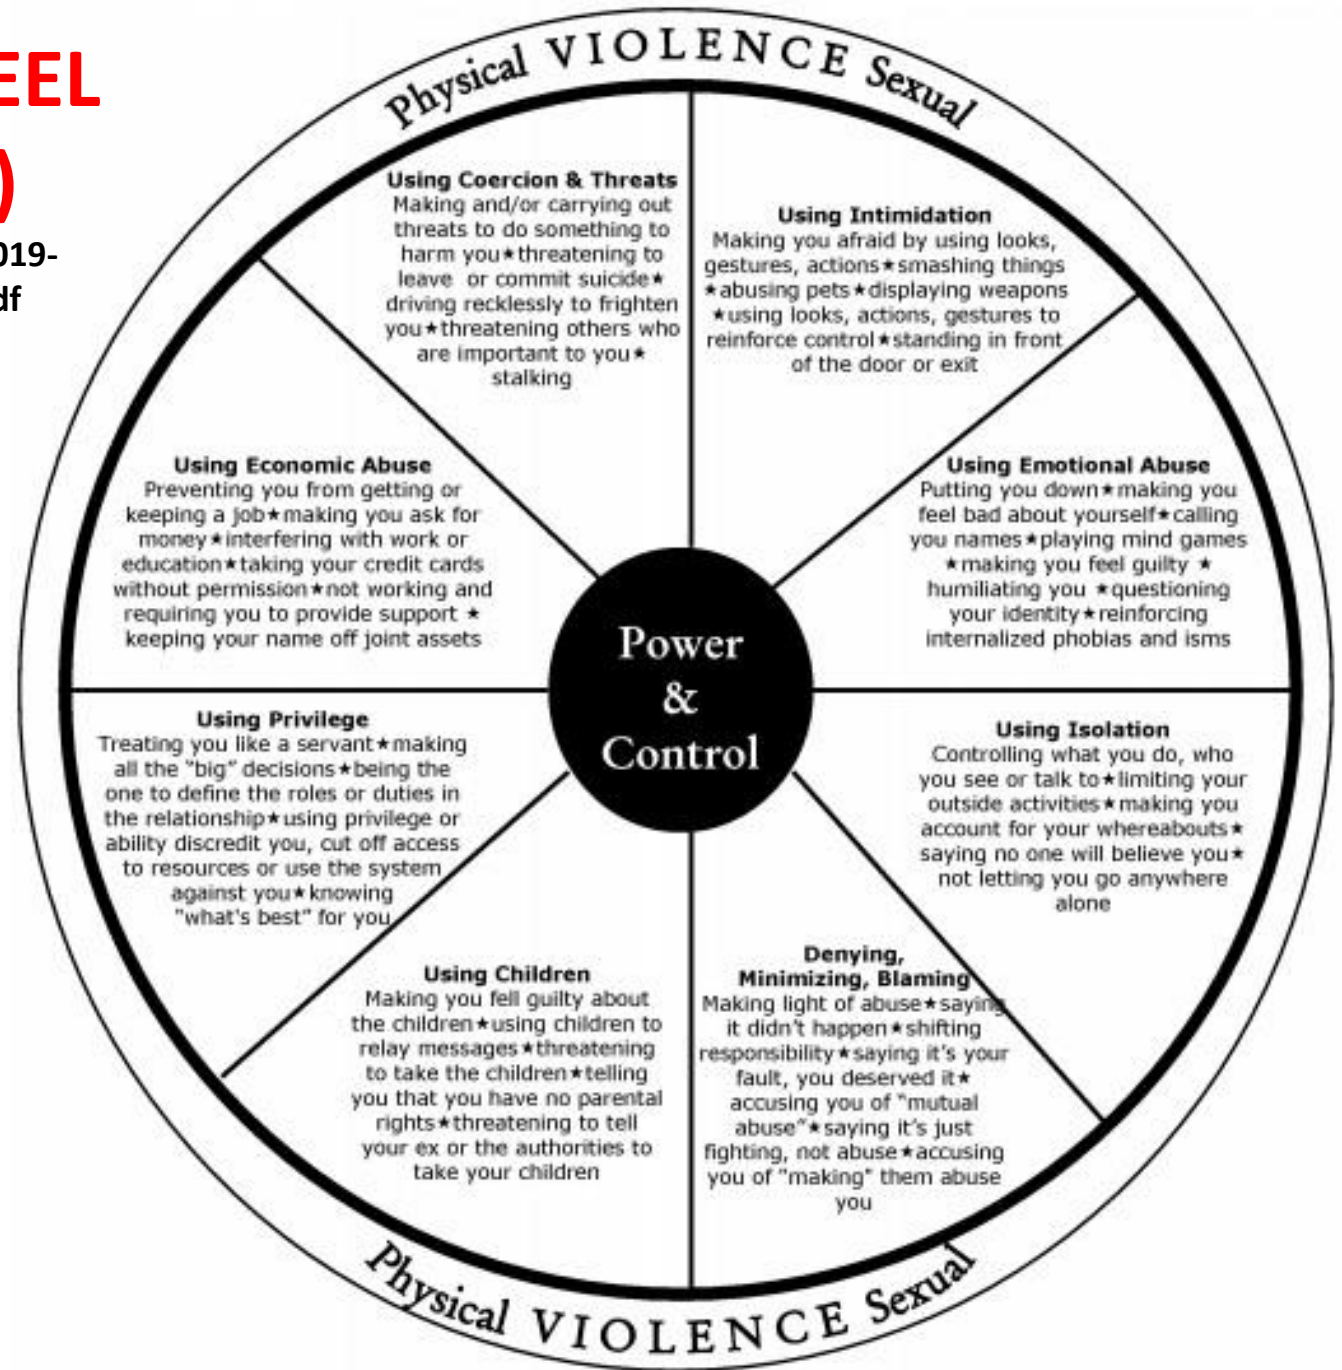 EEL
)
019-
df
Physical VIOLENCE Sexual
Using Coercion & Threats
Making and/or carrying out
threats to do something to
harm you★threatening to
leave or commit suicide★
driving recklessly to frighten
you★threatening others who
are important to you★
stalking
Using Intimidation
Making you afraid by using looks,
gestures, actions★smashing things
★abusing pets★displaying weapons
★using looks, actions, gestures to
reinforce control★standing in front
of the door or exit
Using Economic Abuse
Preventing you from getting or
keeping a job★making you ask for
money★interfering with work or
education★taking your credit cards
without permission★not working and
requiring you to provide support ★
keeping your name off joint assets
Using Emotional Abuse
Putting you down★making you
feel bad about yourself★calling
you names★playing mind games
★making you feel guilty ★
humiliating you ★questioning
your identity★reinforcing
internalized phobias and isms
Power
&
Control
Using Privilege
Treating you like a servant★making
all the "big" decisions★being the
one to define the roles or duties in
the relationship★using privilege or
ability discredit you, cut off access
to resources or use the system
against you★knowing
"what's best" for you
Using Isolation
Controlling what you do, who
you see or talk to★limiting your
outside activities★making you
account for your whereabouts★
saying no one will believe you★
not letting you go anywhere
alone
Using Children
Making you fell guilty about
the children★using children to
relay messages★threatening
to take the children★telling
you that you have no parental
rights★threatening to tell
your ex or the authorities to
take your children
Denying,
Minimizing, Blaming
Making light of abuse★saying
it didn't happen★shifting
responsibility★saying it's your
fault, you deserved it★
accusing you of "mutual
abuse"★saying it's just
fighting, not abuse★accusing
you of "making" them abuse
you
Physical VIOLENCE Sexual